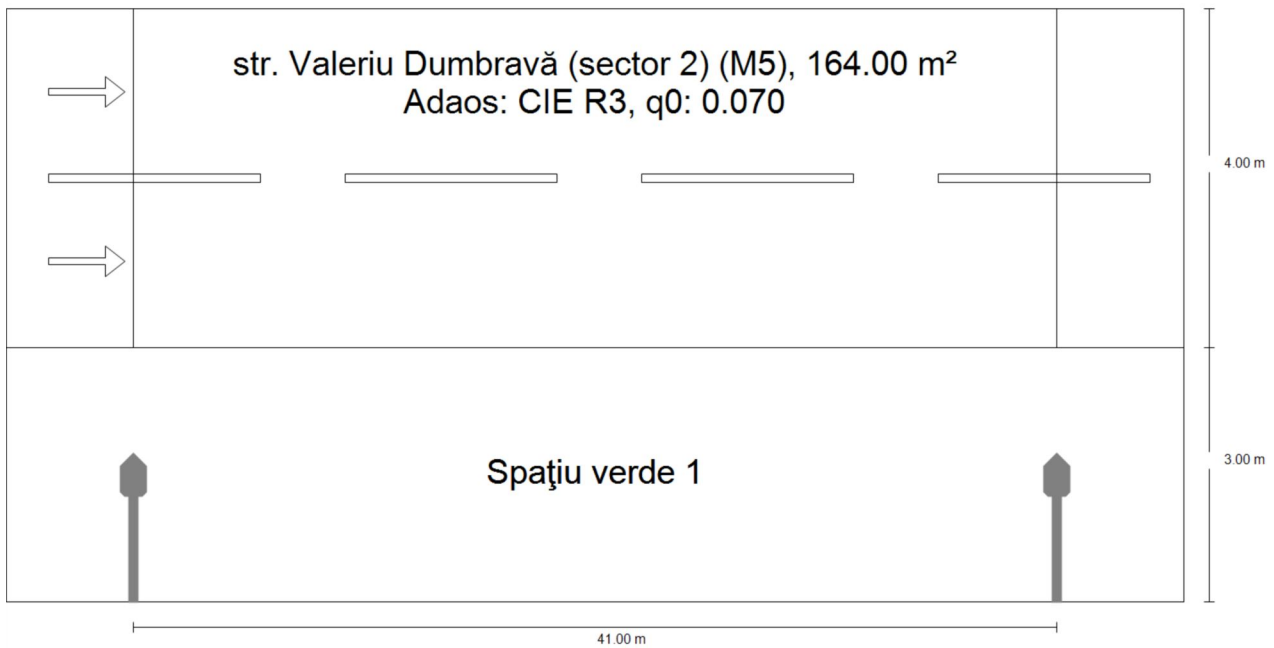 str. Valeriu Dumbravă (sector 2) (M5), 164.00 m²
Adaos: CIE R3, q0: 0.070
4.00 m
Spaţiu verde 1
3.00 m
41.00 m